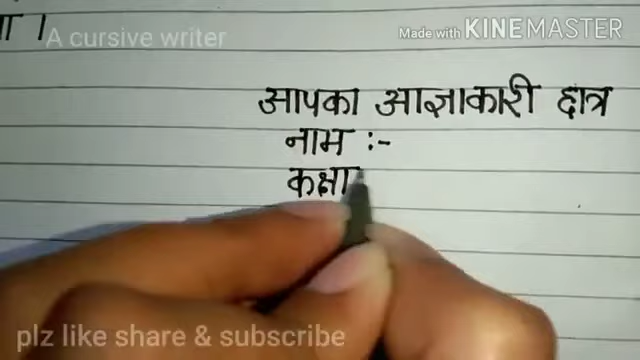 ा ।
A cursive writer
Made with KINEMASTER
आपका आज्ञाकारी छात्र
नाम :-
कक्षा
plz like share & subscribe